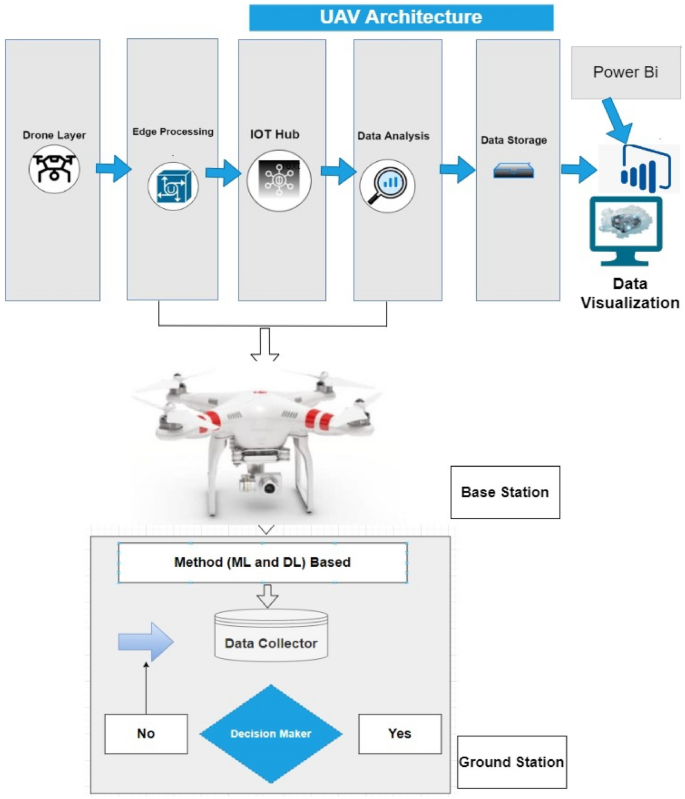 UAV Architecture
Power Bi
Drone Layer
Edge Processing
IOT Hub
Data Analysis
Data Storage
Data
Visualization
Base Station
Method (ML and DL) Based
Data Collector
No
Decision Maker
Yes
Ground Station